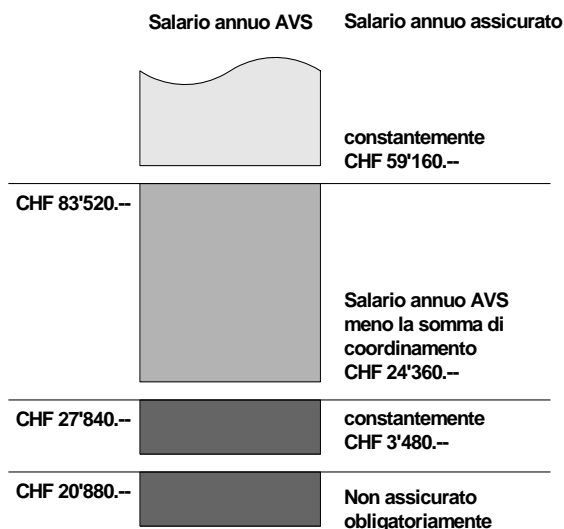 Salario annuo AVS
Salario annuo assicurato
constantemente
CHF 59'160.--
CHF 83'520.--
Salario annuo AVS
meno la somma di
coordinamento
CHF 24'360.--
CHF 27'840.--
constantemente
CHF 3'480.--
CHF 20'880.--
Non assicurato
obligatoriamente